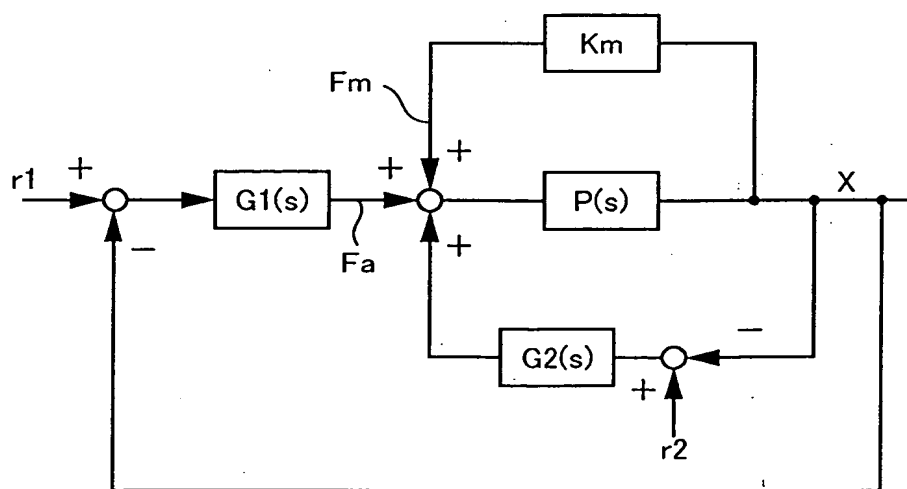 Km
Fm
+
+
+
r1
G1(s)
P(s)
X
−
Fa
+
−
G2(s)
+
r2